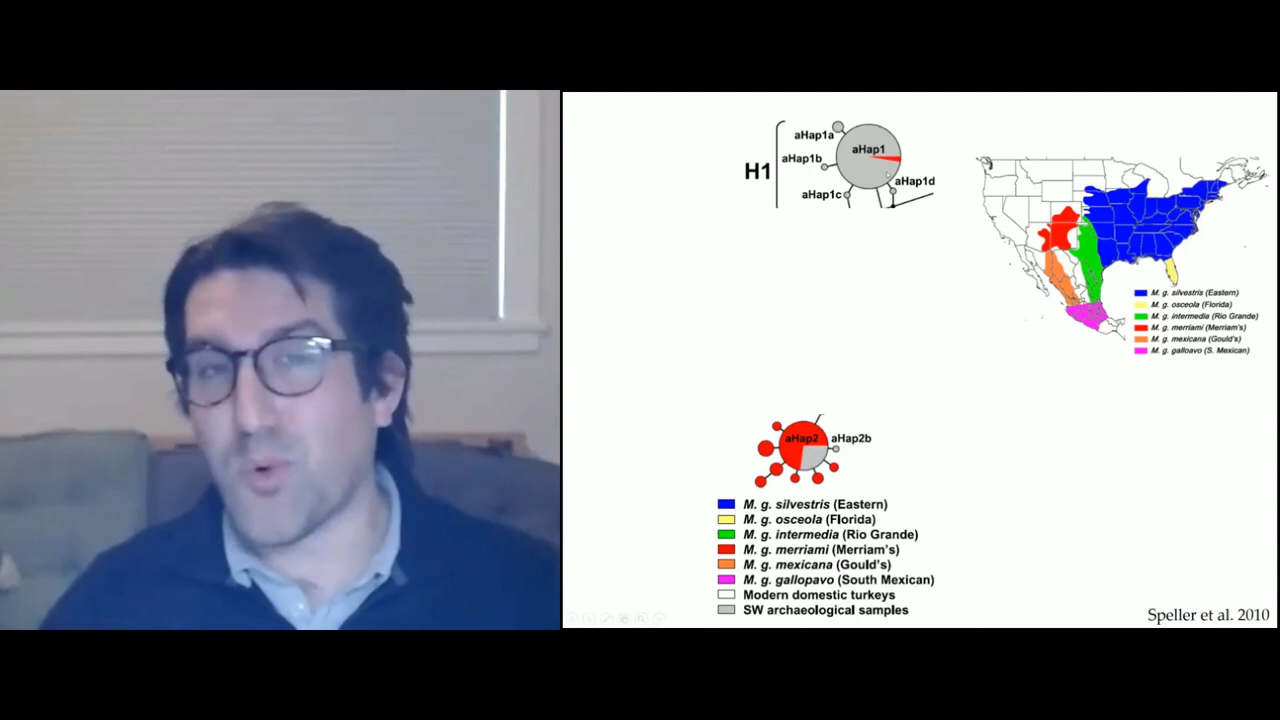 H1
aHap1a
aHap1
aHap1b
aHap1c
aHap1d
M. g. silvestris (Eastern)
M. g. osceola (Florida)
M. g. intermedia (Rio Grande)
M. g. merriami (Merriam's)
M. g. mexicana (Gould's)
M. g. galloavo (S. Mexican)
aHap2
aHap2b
M. g. silvestris (Eastern)
M. g. osceola (Florida)
M. g. intermedia (Rio Grande)
M. g. merriami (Merriam's)
M. g. mexicana (Gould's)
M. g. gallopavo (South Mexican)
Modern domestic turkeys
SW archaeological samples
Speller et al. 2010